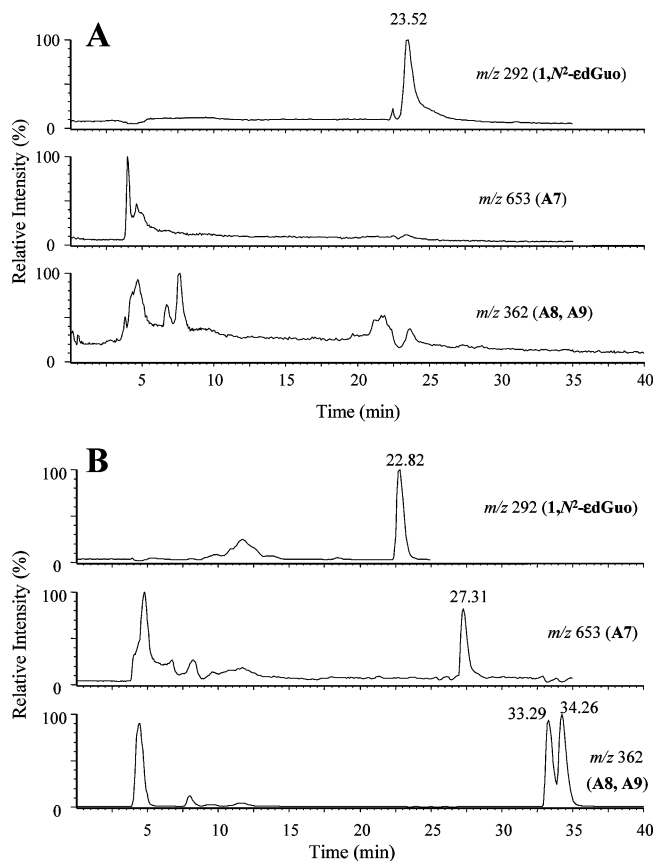 A
23.52
100
m/z 292 (1,N²-εdGuo)
0
100
m/z 653 (A7)
0
100
m/z 362 (A8, A9)
0
Relative Intensity (%)
5 10 15 20 25 30 35 40
Time (min)
B
22.82
100
m/z 292 (1,N²-εdGuo)
0
27.31
100
m/z 653 (A7)
0
33.29 34.26
100
m/z 362
(A8, A9)
0
Relative Intensity (%)
5 10 15 20 25 30 35 40
Time (min)